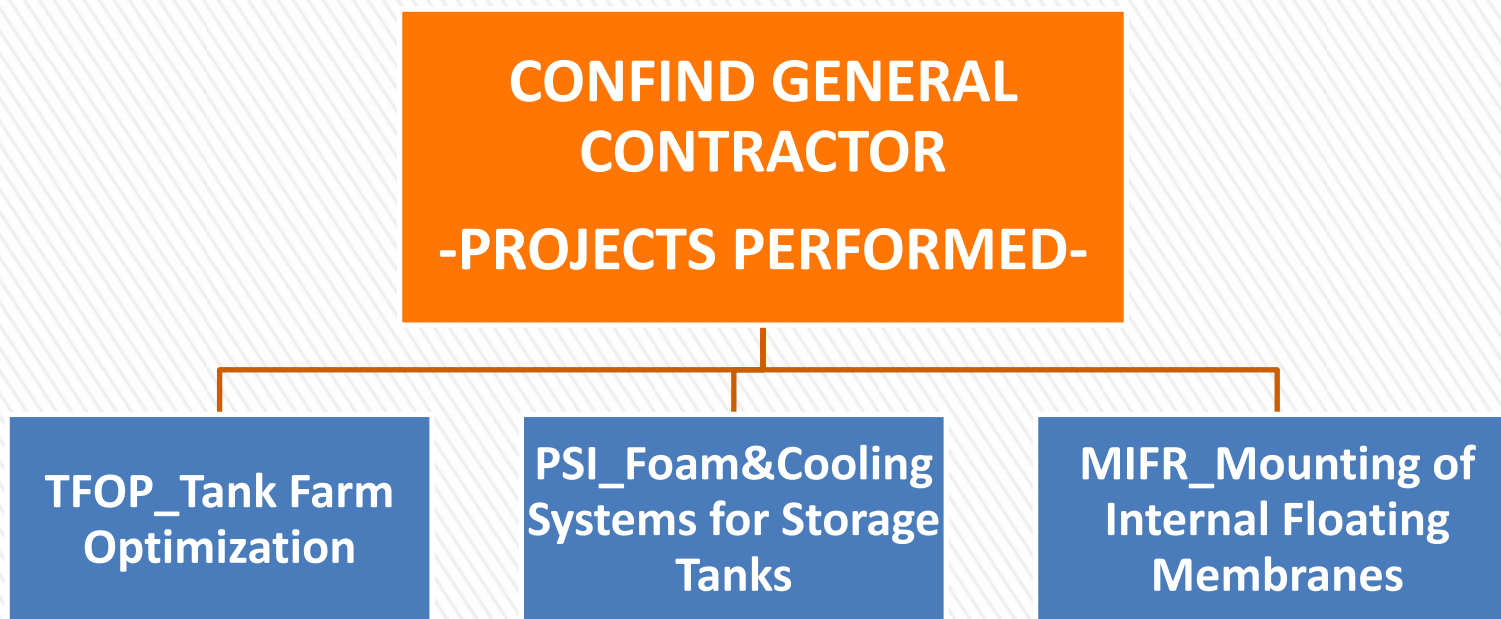 CONFIND GENERAL
CONTRACTOR
-PROJECTS PERFORMED-
TFOP_Tank Farm
Optimization
PSI_Foam&Cooling
Systems for Storage
Tanks
MIFR_Mounting of
Internal Floating
Membranes